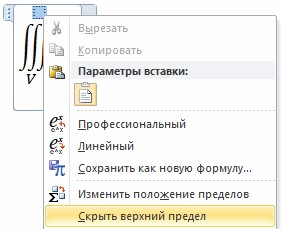 ∭
V
Вырезать
Копировать
Параметры вставки:
Профессиональный
Линейный
Сохранить как новую формулу...
Изменить положение пределов
Скрыть верхний предел